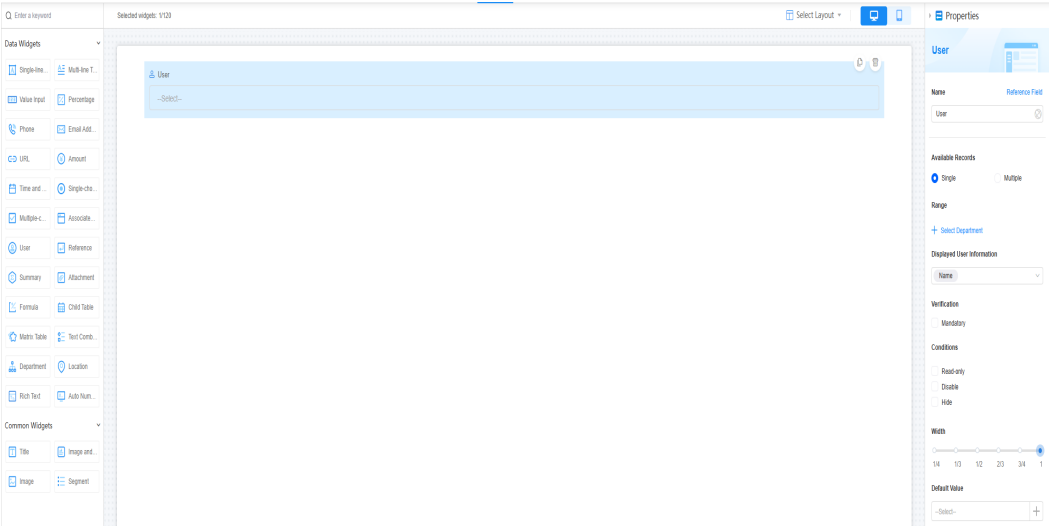 Enter a keyword
Selected widgets: 1/120
Select Layout
Properties
Data Widgets
Single-line...
Multi-line T...
Value Input
Percentage
Phone
Email Add...
URL
Amount
Time and ...
Single-cho...
Multiple-c...
Associate...
User
Reference
Summary
Attachment
Formula
Child Table
Matrix Table
Text Comb...
Department
Location
Rich Text
Auto Num...
Common Widgets
Title
Image and...
Image
Segment
User
--Select--
User
Name
Reference Field
User
Available Records
Single
Multiple
Range
+ Select Department
Displayed User Information
Name
Verification
Mandatory
Conditions
Read-only
Disable
Hide
Width
1/4 1/3 1/2 2/3 3/4 1
Default Value
--Select--